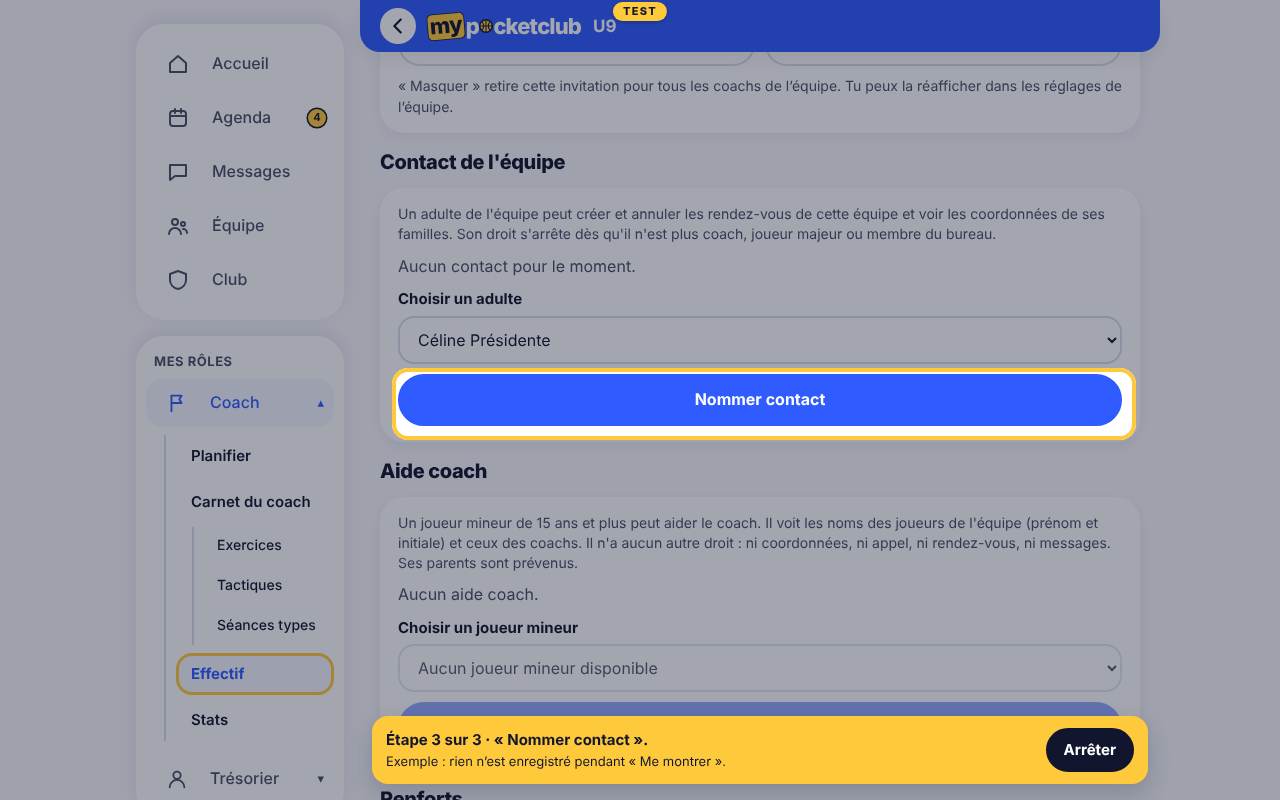 TEST
mypocketclub U9
Accueil
Agenda 4
Messages
Équipe
Club
MES RÔLES
Coach
Planifier
Carnet du coach
Exercices
Tactiques
Séances types
Effectif
Stats
Trésorier
« Masquer » retire cette invitation pour tous les coachs de l’équipe. Tu peux la réafficher dans les réglages de
l’équipe.
Contact de l'équipe
Un adulte de l'équipe peut créer et annuler les rendez-vous de cette équipe et voir les coordonnées de ses
familles. Son droit s'arrête dès qu'il n'est plus coach, joueur majeur ou membre du bureau.
Aucun contact pour le moment.
Choisir un adulte
Céline Présidente
Nommer contact
Aide coach
Un joueur mineur de 15 ans et plus peut aider le coach. Il voit les noms des joueurs de l'équipe (prénom et
initiale) et ceux des coachs. Il n'a aucun autre droit : ni coordonnées, ni appel, ni rendez-vous, ni messages.
Ses parents sont prévenus.
Aucun aide coach.
Choisir un joueur mineur
Aucun joueur mineur disponible
Étape 3 sur 3 · « Nommer contact ».
Exemple : rien n’est enregistré pendant « Me montrer ».
Arrêter
Renforts